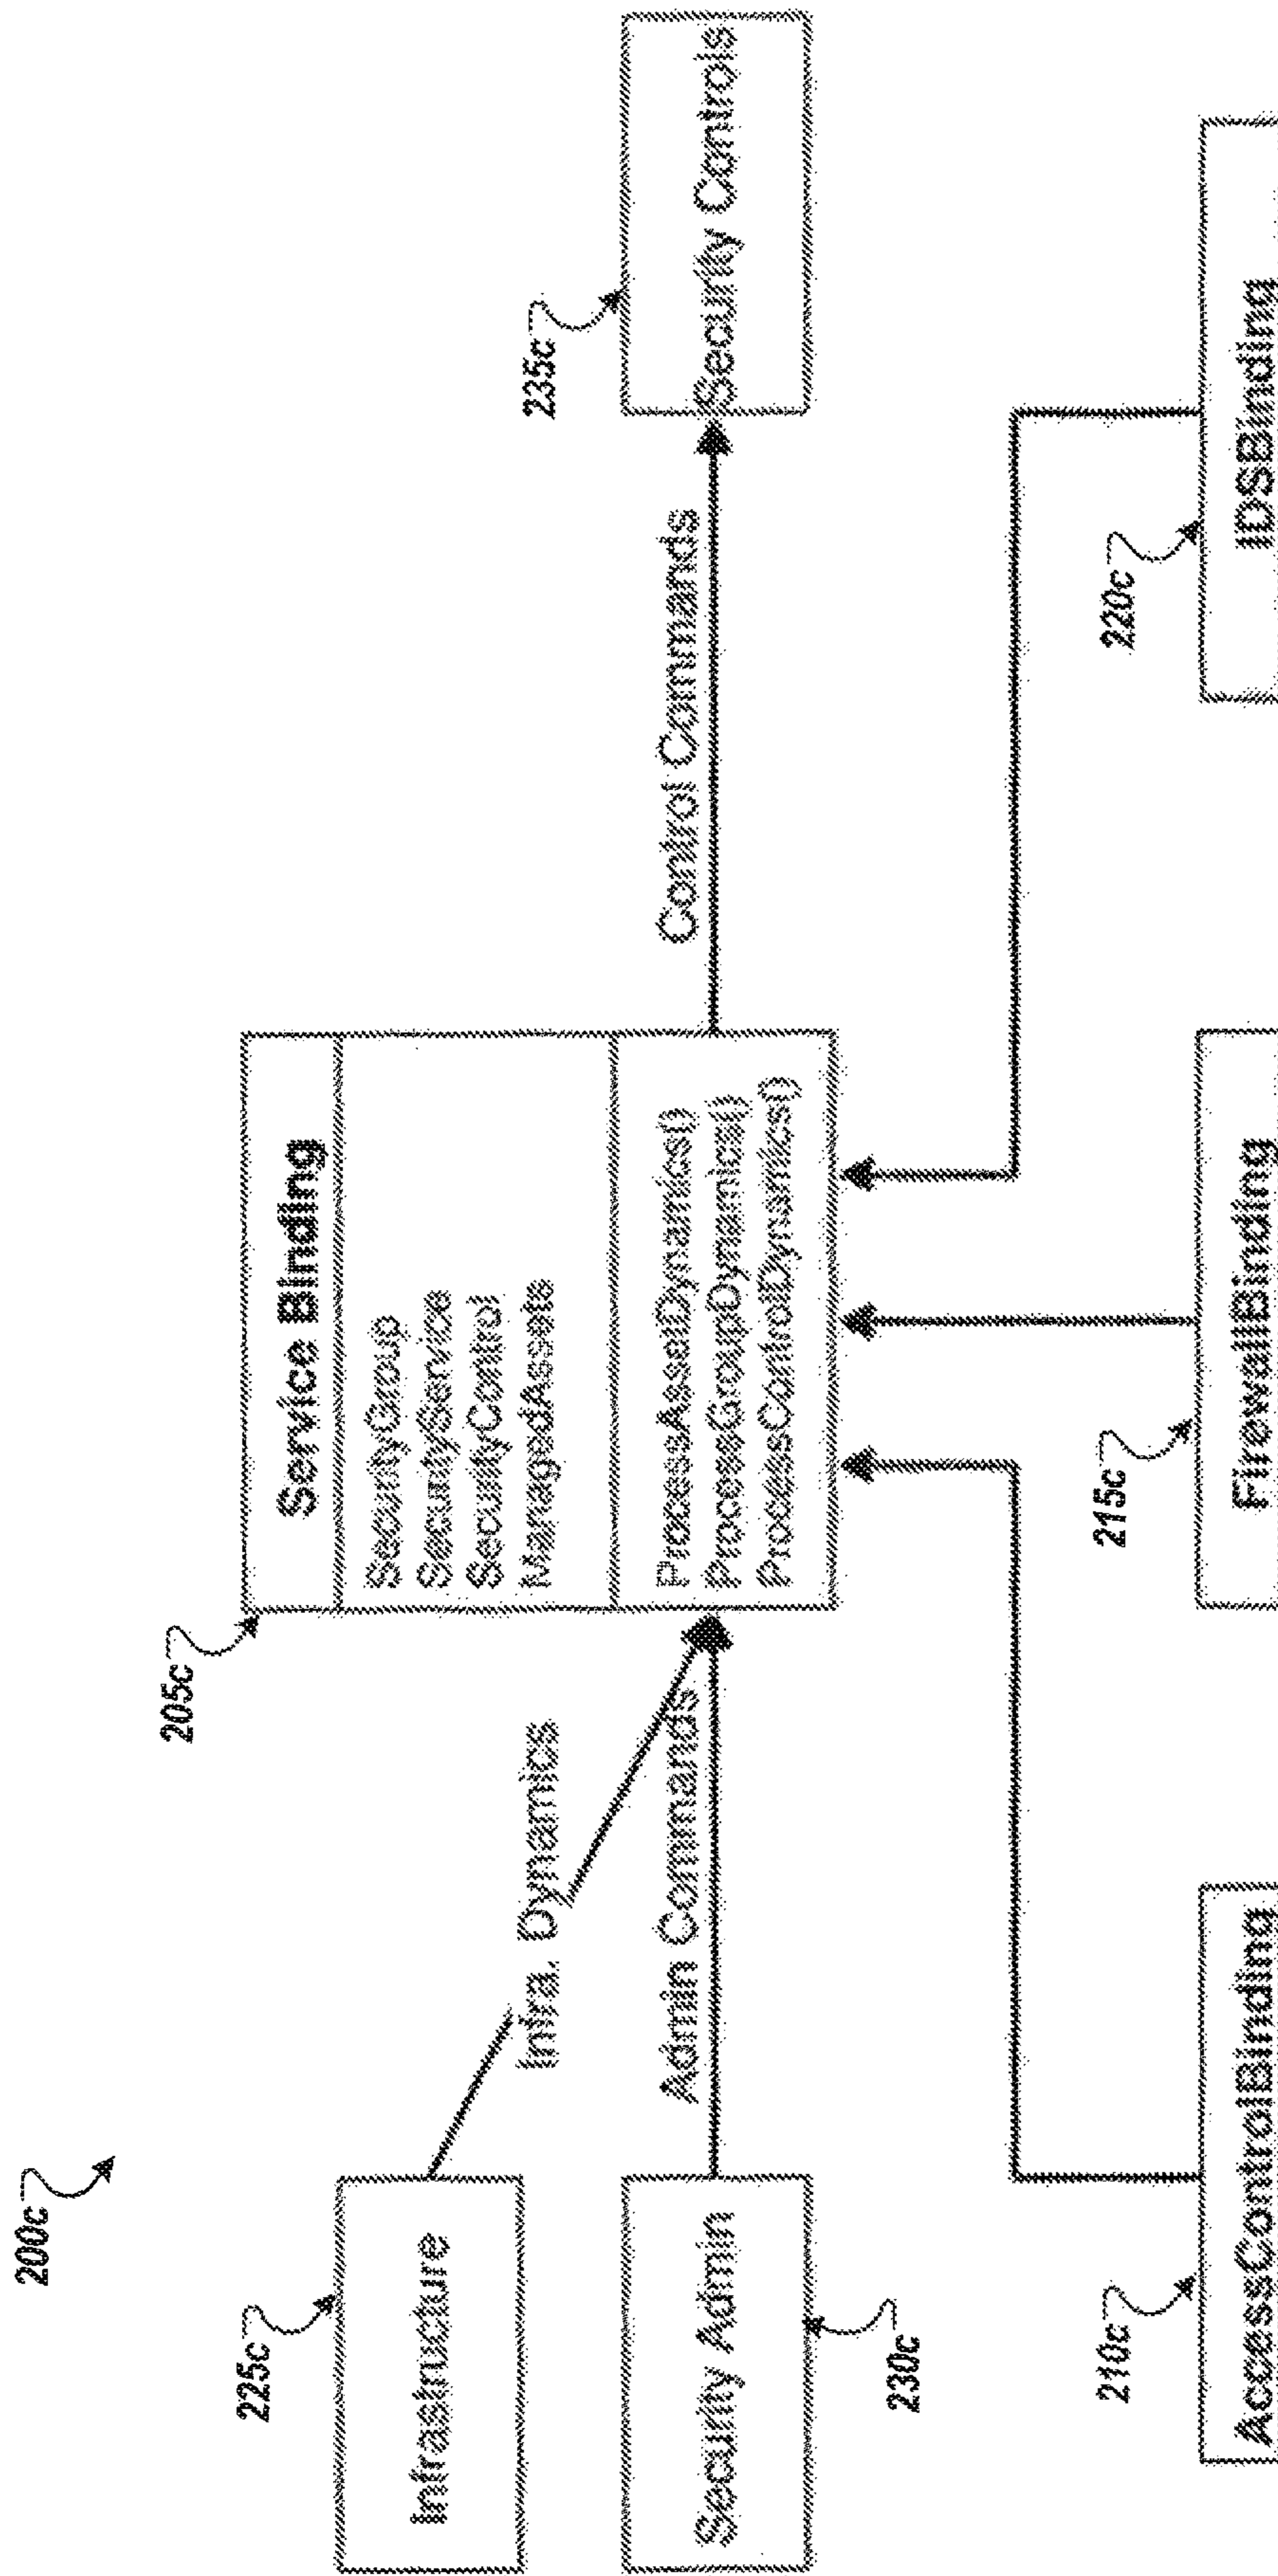 200c
205c
Service Binding
SecurityGroup
SecurityService
SecurityControl
ManagedAssets
ProcessAssetDynamics()
ProcessGroupDynamics()
ProcessControlDynamics()
225c
Infrastructure
Infra. Dynamics
Security Admin
230c
Admin Commands
Control Commands
235c
Security Controls
210c
AccessControlBinding
215c
FirewallBinding
220c
IDSBinding